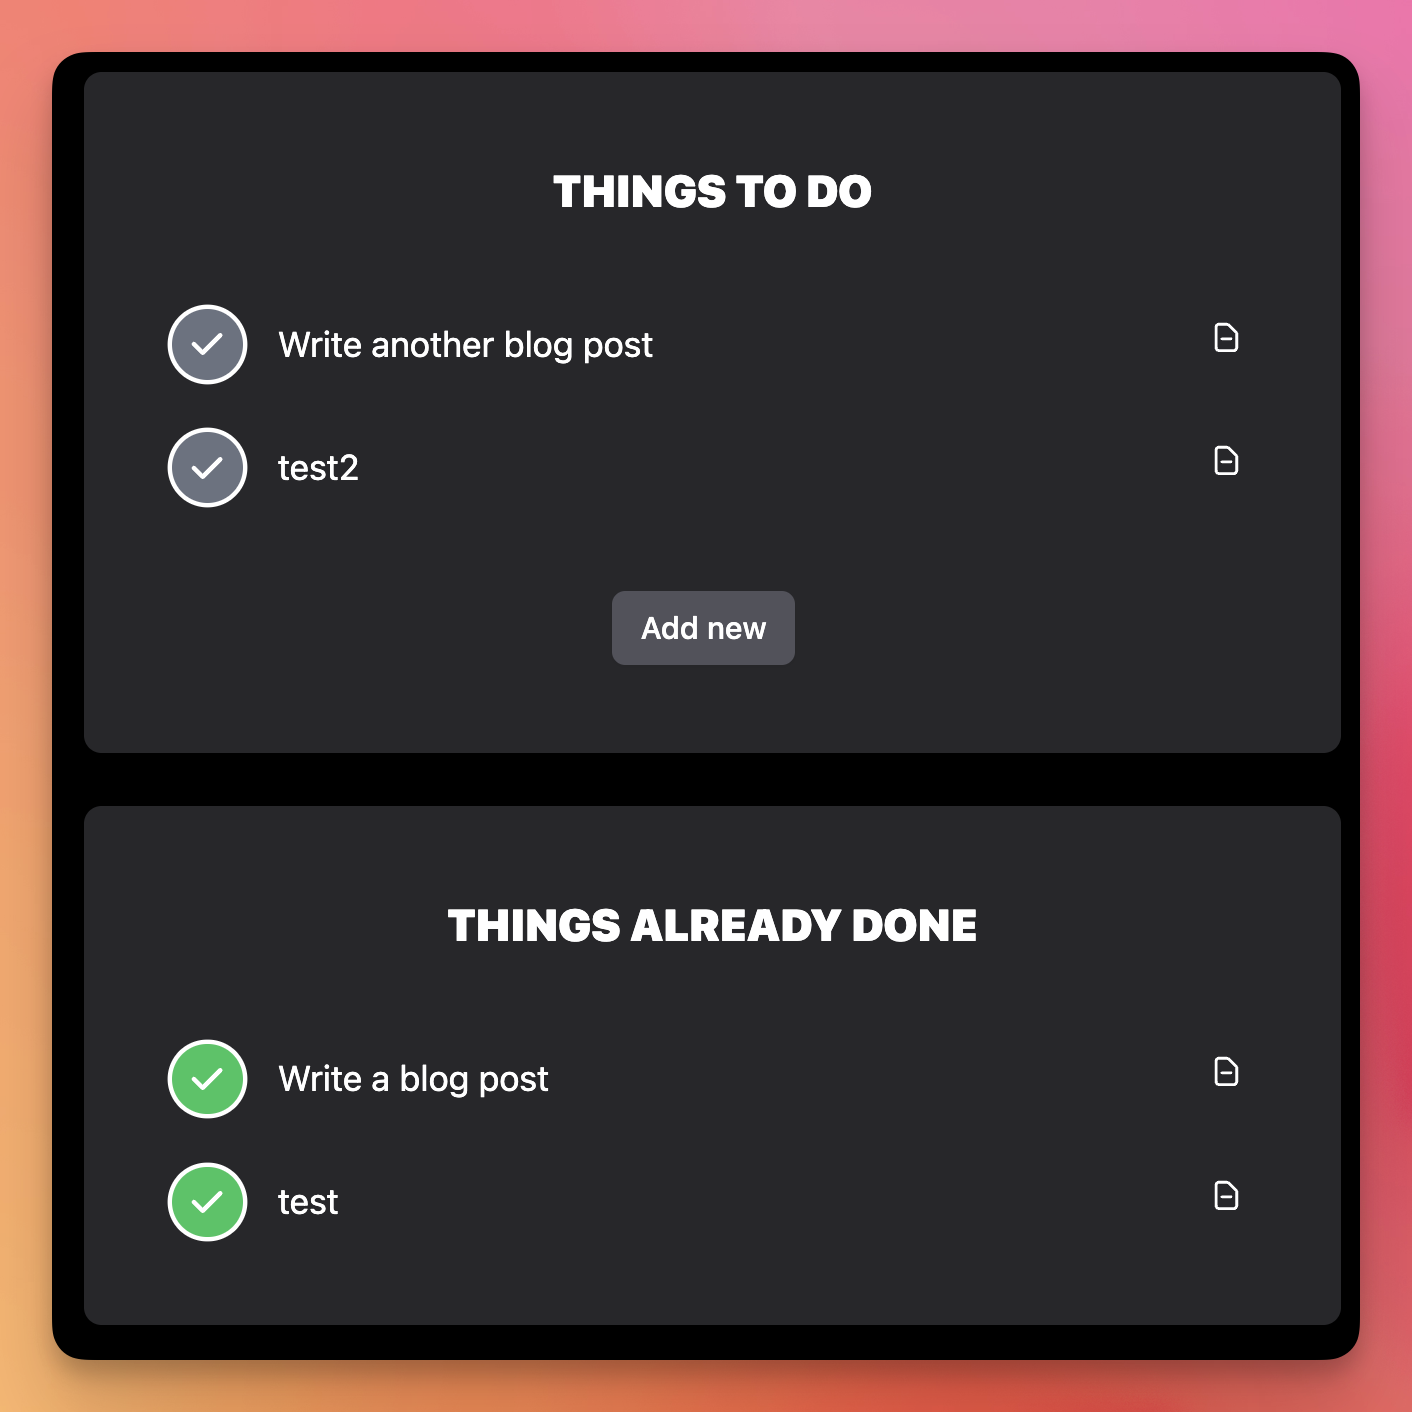 THINGS TO DO
Write another blog post
test2
Add new
THINGS ALREADY DONE
Write a blog post
test